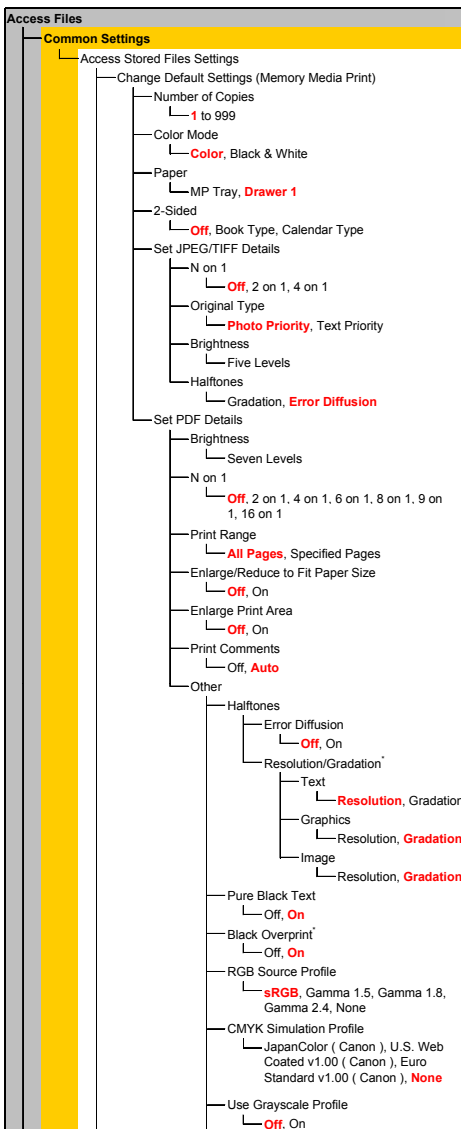 Access Files
Common Settings
Access Stored Files Settings
Change Default Settings (Memory Media Print)
Number of Copies
1 to 999
Color Mode
Color, Black & White
Paper
MP Tray, Drawer 1
2-Sided
Off, Book Type, Calendar Type
Set JPEG/TIFF Details
N on 1
Off, 2 on 1, 4 on 1
Original Type
Photo Priority, Text Priority
Brightness
Five Levels
Halftones
Gradation, Error Diffusion
Set PDF Details
Brightness
Seven Levels
N on 1
Off, 2 on 1, 4 on 1, 6 on 1, 8 on 1, 9 on
1, 16 on 1
Print Range
All Pages, Specified Pages
Enlarge/Reduce to Fit Paper Size
Off, On
Enlarge Print Area
Off, On
Print Comments
Off, Auto
Other
Halftones
Error Diffusion
Off, On
Resolution/Gradation*
Text
Resolution, Gradation
Graphics
Resolution, Gradation
Image
Resolution, Gradation
Pure Black Text
Off, On
Black Overprint*
Off, On
RGB Source Profile
sRGB, Gamma 1.5, Gamma 1.8,
Gamma 2.4, None
CMYK Simulation Profile
JapanColor ( Canon ), U.S. Web
Coated v1.00 ( Canon ), Euro
Standard v1.00 ( Canon ), None
Use Grayscale Profile
Off, On